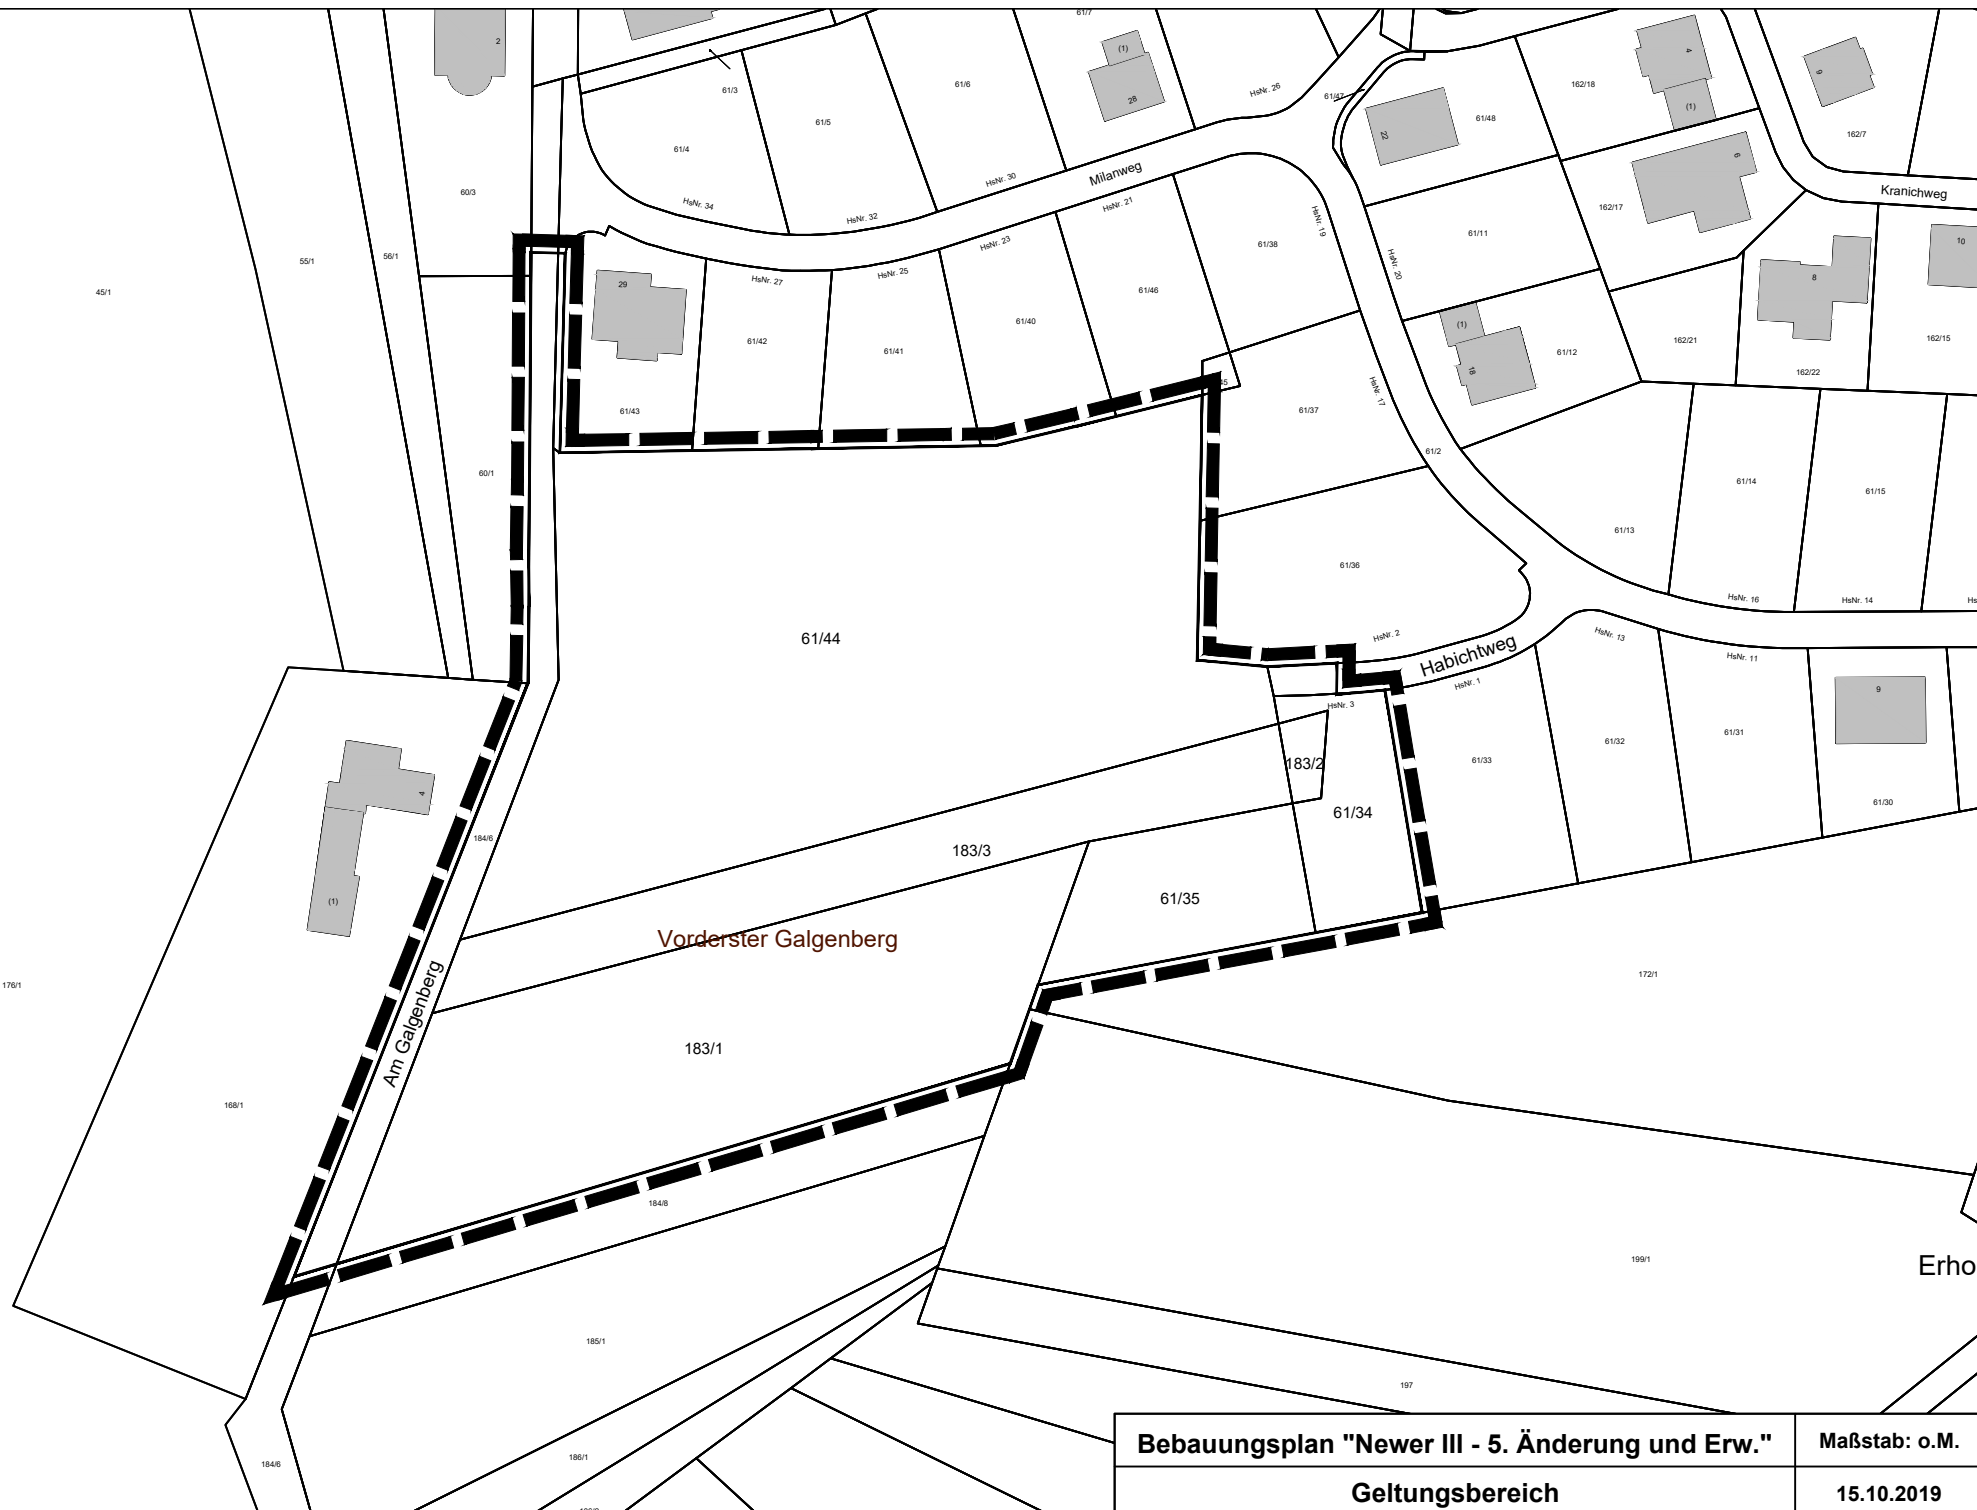 2
61/7
(1)
28
HsNr. 26
61/47
61/3
61/5
61/6
61/4
22
61/48
162/18
4
(1)
9
162/7
60/3
HsNr. 34
HsNr. 32
HsNr. 30
Milanweg
HsNr. 21
HsNr. 23
HsNr. 25
HsNr. 27
HsNr. 19
HsNr. 20
61/11
162/17
6
Kranichweg
10
45/1
55/1
56/1
29
61/38
61/46
61/40
61/41
61/42
61/43
8
(1)
18
61/12
162/21
162/22
162/15
60/1
61/37
HsNr. 17
61/2
61/14
61/15
61/13
61/36
HsNr. 16
HsNr. 14
61/44
HsNr. 2
Habichtweg
HsNr. 13
HsNr. 11
HsNr. 1
HsNr. 3
9
61/33
61/32
61/31
61/30
183/2
61/34
4
(1)
184/6
183/3
61/35
Vorderster Galgenberg
176/1
172/1
Am Galgenberg
183/1
168/1
184/8
199/1
Erho
185/1
197
184/6
186/1
Bebauungsplan "Newer III - 5. Änderung und Erw."
Maßstab: o.M.
Geltungsbereich
15.10.2019